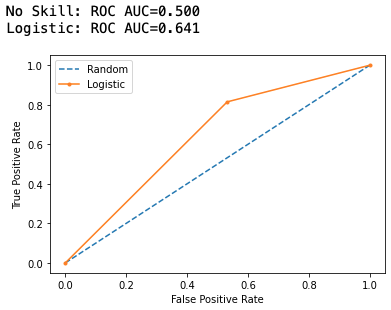 No Skill: ROC AUC=0.500
Logistic: ROC AUC=0.641
1.0
0.8
0.6
0.4
0.2
0.0
True Positive Rate
Random
Logistic
0.0 0.2 0.4 0.6 0.8 1.0
False Positive Rate